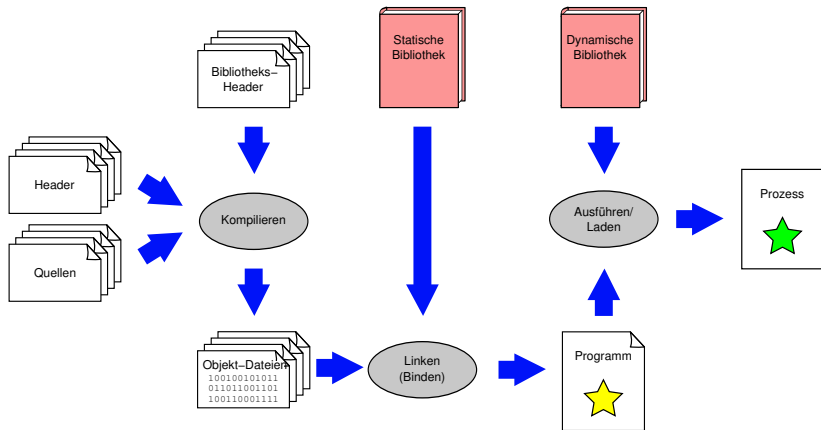 Bibliotheks–
Header
Statische
Bibliothek
Dynamische
Bibliothek
Header
Quellen
Kompilieren
Ausführen/
Laden
Prozess
Objekt–Dateien
100100101011
011011001101
100110001111
Linken
(Binden)
Programm